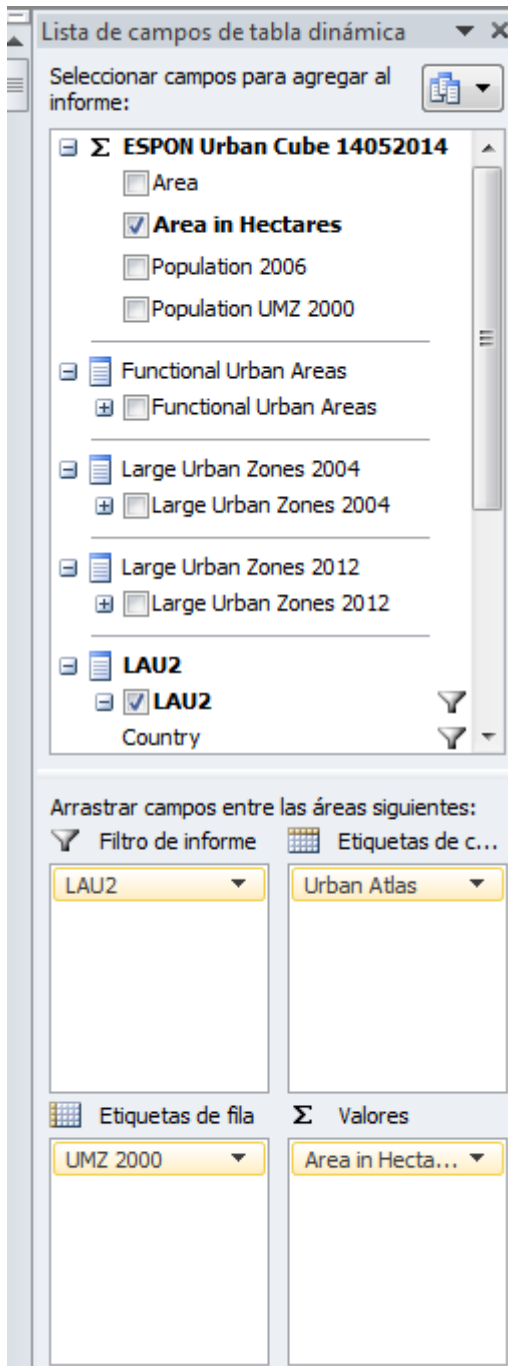 Lista de campos de tabla dinámica
Seleccionar campos para agregar al
informe:
Σ ESPON Urban Cube 14052014
Area
Area in Hectares
Population 2006
Population UMZ 2000
Functional Urban Areas
Functional Urban Areas
Large Urban Zones 2004
Large Urban Zones 2004
Large Urban Zones 2012
Large Urban Zones 2012
LAU2
LAU2
Country
Arrastrar campos entre las áreas siguientes:
Filtro de informe
Etiquetas de c...
LAU2
Urban Atlas
Etiquetas de fila
Σ Valores
UMZ 2000
Area in Hecta...